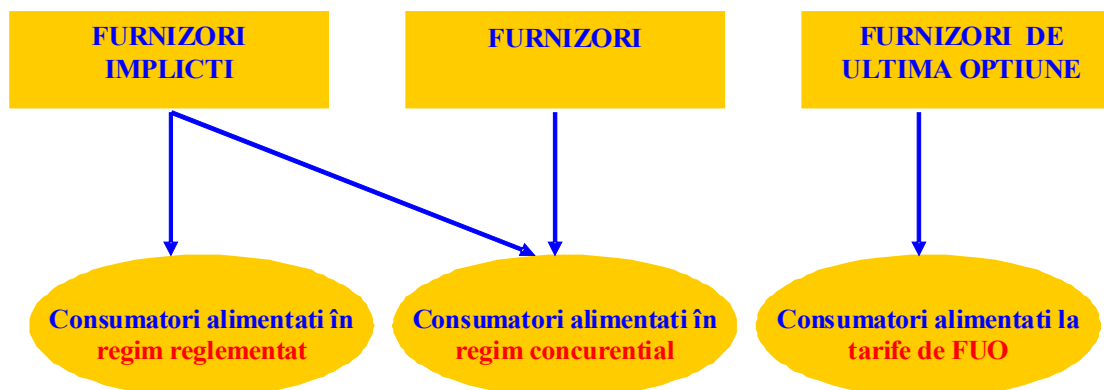 FURNIZORI
IMPLICTI
FURNIZORI
FURNIZORI DE
ULTIMA OPTIUNE
Consumatori alimentati în
regim reglementat
Consumatori alimentati în
regim concurential
Consumatori alimentati la
tarife de FUO